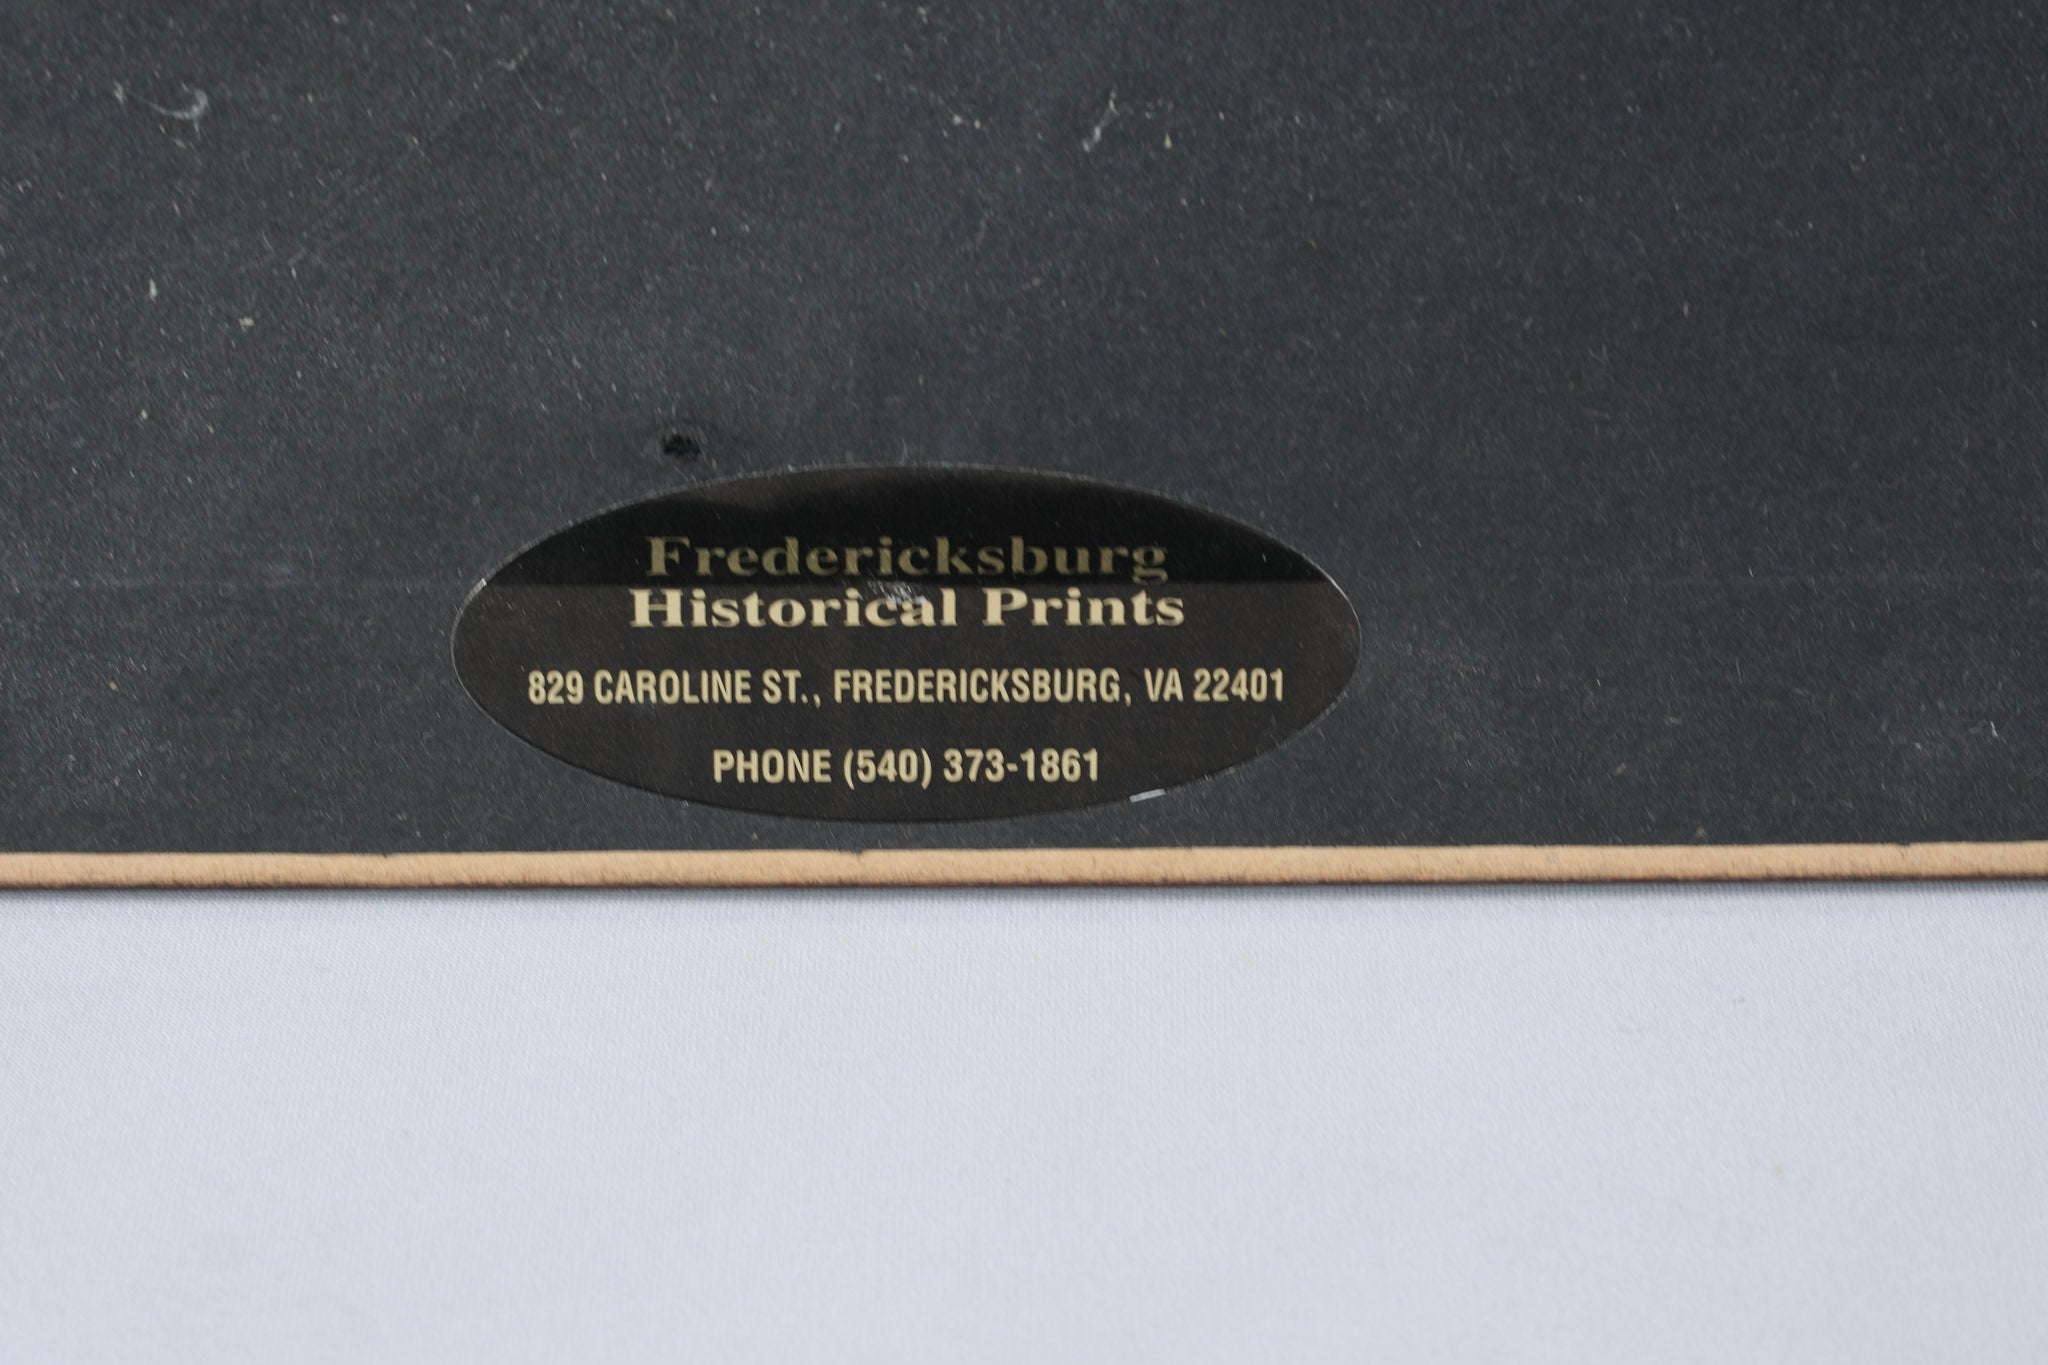 Fredericksburg
Historical Prints
829 CAROLINE ST., FREDERICKSBURG, VA 22401
PHONE (540) 373-1861